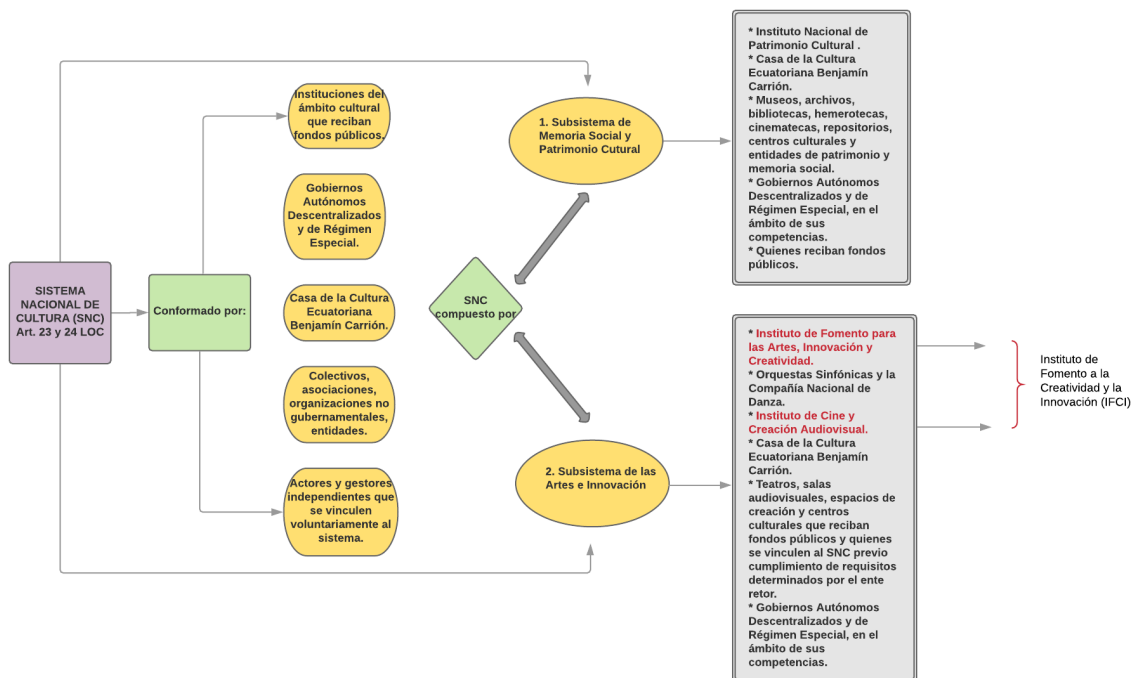 SISTEMA
NACIONAL DE
CULTURA (SNC)
Art. 23 y 24 LOC
Conformado por:
Instituciones del
ámbito cultural
que reciban
fondos públicos.
Gobiernos
Autónomos
Descentralizados
y de Régimen
Especial.
Casa de la Cultura
Ecuatoriana
Benjamín Carrión.
Colectivos,
asociaciones,
organizaciones no
gubernamentales,
entidades.
Actores y gestores
independientes que
se vinculen
voluntariamente al
sistema.
SNC
compuesto por
1. Subsistema de
Memoria Social y
Patrimonio Cutural
2. Subsistema de las
Artes e Innovación
* Instituto Nacional de
Patrimonio Cultural .
* Casa de la Cultura
Ecuatoriana Benjamín
Carrión.
* Museos, archivos,
bibliotecas, hemerotecas,
cinematecas, repositorios,
centros culturales y
entidades de patrimonio y
memoria social.
* Gobiernos Autónomos
Descentralizados y de
Régimen Especial, en el
ámbito de sus
competencias.
* Quienes reciban fondos
públicos.
* Instituto de Fomento para
las Artes, Innovación y
Creatividad.
* Orquestas Sinfónicas y la
Compañía Nacional de
Danza.
* Instituto de Cine y
Creación Audiovisual.
* Casa de la Cultura
Ecuatoriana Benjamín
Carrión.
* Teatros, salas
audiovisuales, espacios de
creación y centros
culturales que reciban
fondos públicos y quienes
se vinculen al SNC previo
cumplimiento de requisitos
determinados por el ente
retor.
* Gobiernos Autónomos
Descentralizados y de
Régimen Especial, en el
ámbito de sus
competencias.
Instituto de
Fomento a la
Creatividad y la
Innovación (IFCI)